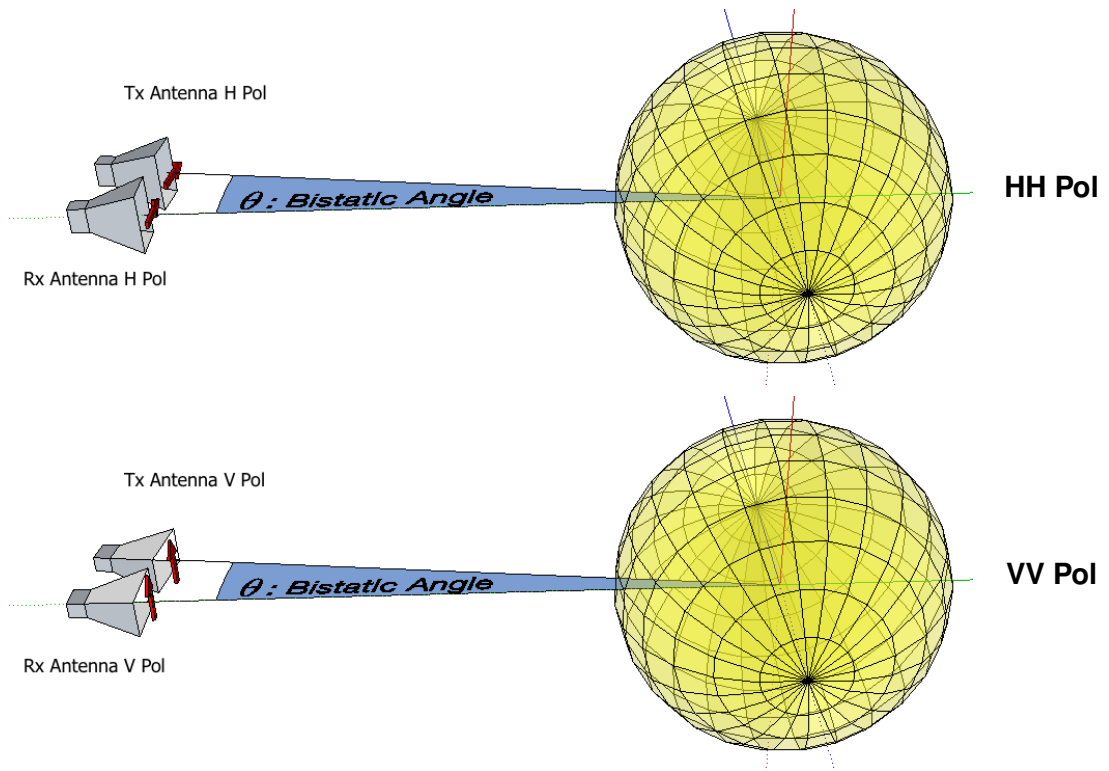 Tx Antenna H Pol
θ : Bistatic Angle
HH Pol
Rx Antenna H Pol
Tx Antenna V Pol
θ : Bistatic Angle
VV Pol
Rx Antenna V Pol